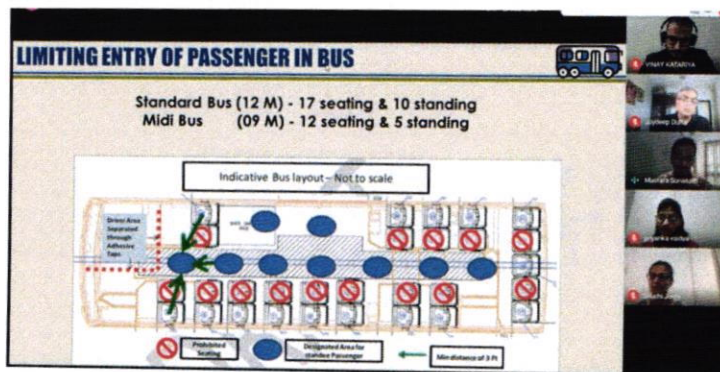 LIMITING ENTRY OF PASSENGER IN BUS
Standard Bus (12 M) - 17 seating & 10 standing
Midi Bus (09 M) - 12 seating & 5 standing
Indicative Bus layout – Not to scale
Driver Area
Separated
through
Adhesive
Tape
Prohibited
Seating
Designated Area for
standee Passenger
Min distance of 3 Ft
VINAY KATARIYA